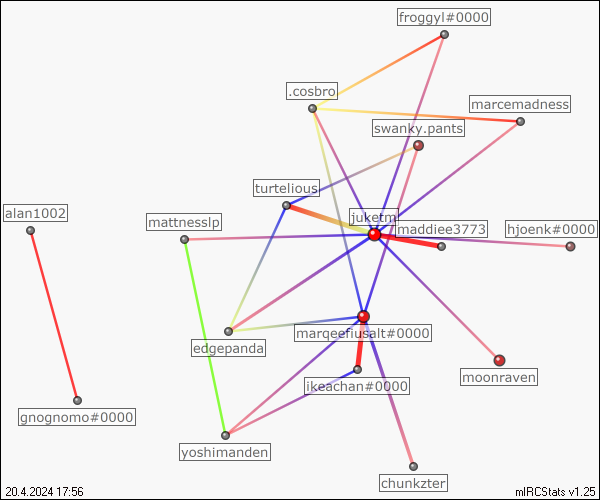 froggyl#0000
.cosbro
marcemadness
swanky.pants
turtelious
alan1002
mattnesslp
juketm
maddiee3773
hjoenk#0000
edgepanda
marqeefiusalt#0000
moonraven
ikeachan#0000
gnognomo#0000
yoshimanden
chunkzter
20.4.2024 17:56
mIRCStats v1.25